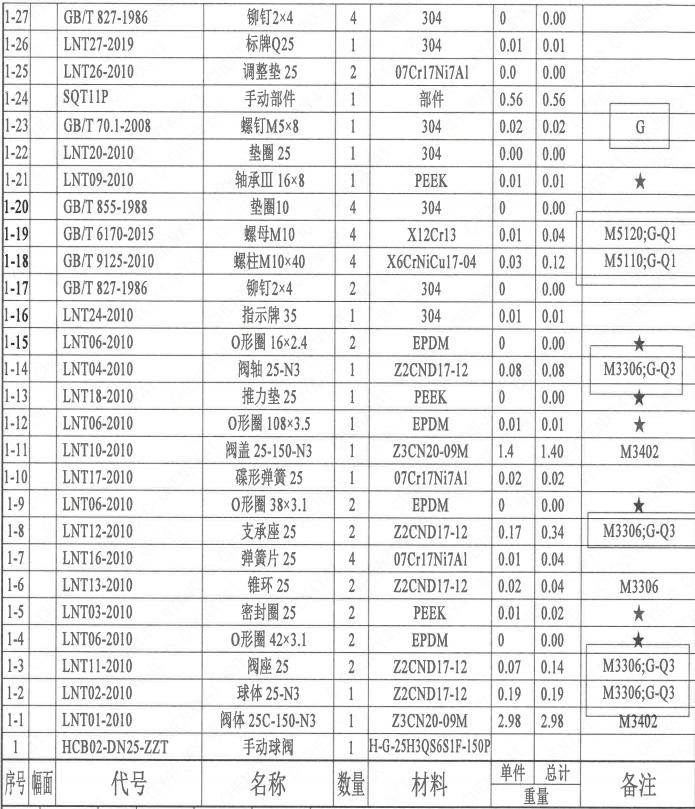 1-27 GB/T 827-1986 铆钉2×4 4 304 0 0.00
1-26 LNT27-2019 标牌Q25 1 304 0.01 0.01
1-25 LNT26-2010 调整垫 25 2 07Cr17Ni7Al 0.0 0.00
1-24 SQT11P 手动部件 1 部件 0.56 0.56
1-23 GB/T 70.1-2008 螺钉M5×8 1 304 0.02 0.02 G
1-22 LNT20-2010 垫圈 25 1 304 0.00 0.00
1-21 LNT09-2010 轴承Ⅲ 16×8 1 PEEK 0.01 0.01 ★
1-20 GB/T 855-1988 垫圈10 4 304 0 0.00
1-19 GB/T 6170-2015 螺母M10 4 X12Cr13 0.01 0.04 M5120;G-Q1
1-18 GB/T 9125-2010 螺柱M10×40 4 X6CrNiCu17-04 0.03 0.12 M5110;G-Q1
1-17 GB/T 827-1986 铆钉2×4 2 304 0 0.00
1-16 LNT24-2010 指示牌 35 1 304 0.01 0.01
1-15 LNT06-2010 O形圈 16×2.4 2 EPDM 0 0.00 ★
1-14 LNT04-2010 阀轴 25-N3 1 Z2CND17-12 0.08 0.08 M3306;G-Q3
1-13 LNT18-2010 推力垫 25 1 PEEK 0 0.00 ★
1-12 LNT06-2010 O形圈 108×3.5 1 EPDM 0.01 0.01 ★
1-11 LNT10-2010 阀盖 25-150-N3 1 Z3CN20-09M 1.4 1.40 M3402
1-10 LNT17-2010 碟形弹簧 25 1 07Cr17Ni7Al 0.02 0.02
1-9 LNT06-2010 O形圈 38×3.1 2 EPDM 0 0.00 ★
1-8 LNT12-2010 支承座 25 2 Z2CND17-12 0.17 0.34 M3306;G-Q3
1-7 LNT16-2010 弹簧片 25 4 07Cr17Ni7Al 0.01 0.04
1-6 LNT13-2010 锥环 25 2 Z2CND17-12 0.02 0.04 M3306
1-5 LNT03-2010 密封圈 25 2 PEEK 0.01 0.02 ★
1-4 LNT06-2010 O形圈 42×3.1 2 EPDM 0 0.00 ★
1-3 LNT11-2010 阀座 25 2 Z2CND17-12 0.07 0.14 M3306;G-Q3
1-2 LNT02-2010 球体 25-N3 1 Z2CND17-12 0.19 0.19 M3306;G-Q3
1-1 LNT01-2010 阀体 25C-150-N3 1 Z3CN20-09M 2.98 2.98 M3402
1 HCB02-DN25-ZZT 手动球阀 1 H-G-25H3QS6S1F-150P
序号 幅面 代号 名称 数量 材料 单件 总计 备注
重量